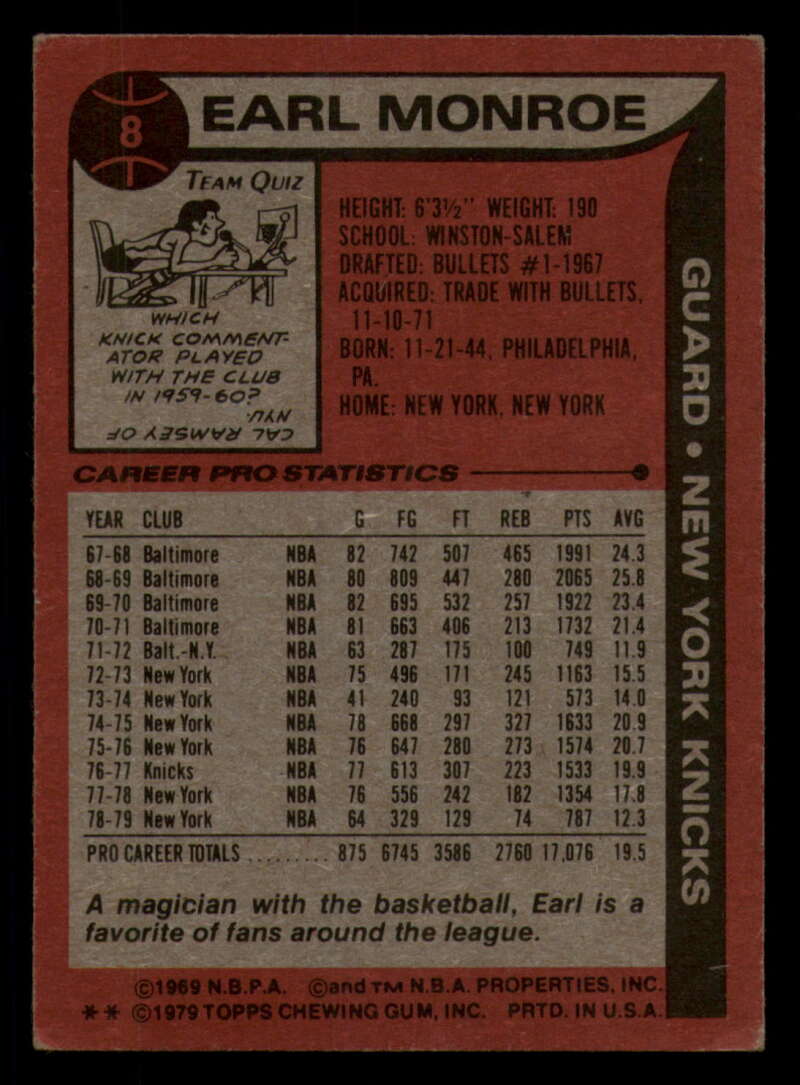 8
EARL MONROE
TEAM QUIZ
WHICH
KNICK COMMENT-
ATOR PLAYED
WITH THE CLUB
IN 1959-60?
CAL RAMSEY OF
NYU.
HEIGHT: 6'3½" WEIGHT: 190
SCHOOL: WINSTON-SALEM
DRAFTED: BULLETS #1-1967
ACQUIRED: TRADE WITH BULLETS,
11-10-71
BORN: 11-21-44, PHILADELPHIA,
PA.
HOME: NEW YORK, NEW YORK
GUARD • NEW YORK KNICKS
CAREER PRO STATISTICS
YEAR CLUB G FG FT REB PTS AVG
67-68 Baltimore NBA 82 742 507 465 1991 24.3
68-69 Baltimore NBA 80 809 447 280 2065 25.8
69-70 Baltimore NBA 82 695 532 257 1922 23.4
70-71 Baltimore NBA 81 663 406 213 1732 21.4
71-72 Balt.-N.Y. NBA 63 287 175 100 749 11.9
72-73 New York NBA 75 496 171 245 1163 15.5
73-74 New York NBA 41 240 93 121 573 14.0
74-75 New York NBA 78 668 297 327 1633 20.9
75-76 New York NBA 76 647 280 273 1574 20.7
76-77 Knicks NBA 77 613 307 223 1533 19.9
77-78 New York NBA 76 556 242 182 1354 17.8
78-79 New York NBA 64 329 129 74 787 12.3
PRO CAREER TOTALS ......... 875 6745 3586 2760 17,076 19.5
A magician with the basketball, Earl is a
favorite of fans around the league.
©1969 N.B.P.A. ©and TM N.B.A. PROPERTIES, INC.
** ©1979 TOPPS CHEWING GUM, INC. PRTD. IN U.S.A.